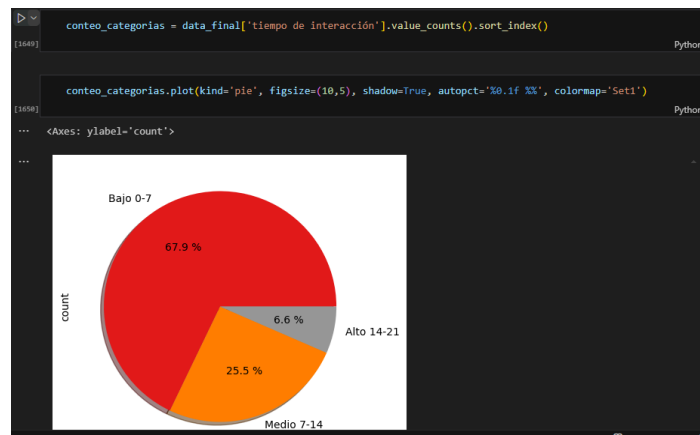 conteo_categorias = data_final['tiempo de interacción'].value_counts().sort_index()
[1649]
Python
conteo_categorias.plot(kind='pie', figsize=(10,5), shadow=True, autopct='%0.1f %%', colormap='Set1')
[1650]
Python
... <Axes: ylabel='count'>
...
Bajo 0-7
67.9 %
count
6.6 %
Alto 14-21
25.5 %
Medio 7-14